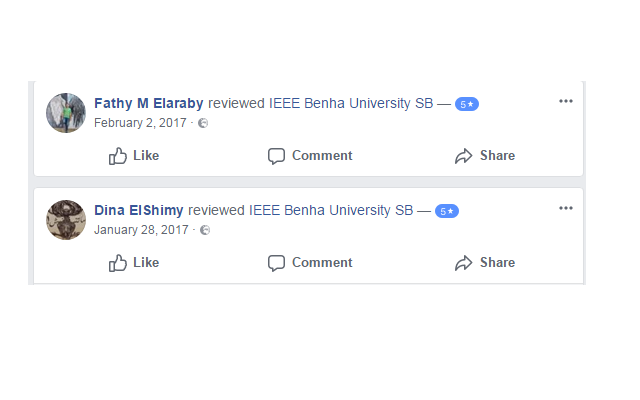 Fathy M Elaraby reviewed IEEE Benha University SB — 5★
February 2, 2017 ·
Like Comment Share
Dina ElShimy reviewed IEEE Benha University SB — 5★
January 28, 2017 ·
Like Comment Share